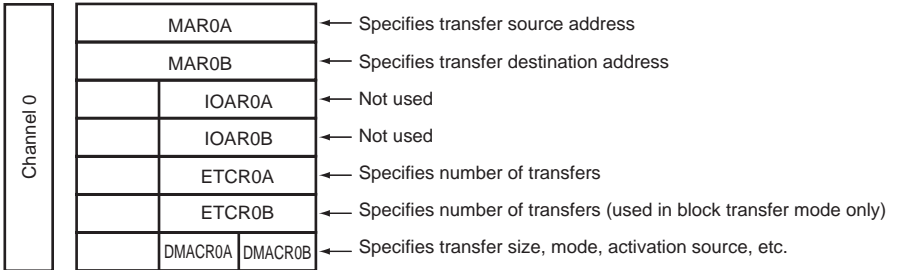 Channel 0
MAR0A Specifies transfer source address
MAR0B Specifies transfer destination address
IOAR0A Not used
IOAR0B Not used
ETCR0A Specifies number of transfers
ETCR0B Specifies number of transfers (used in block transfer mode only)
DMACR0A DMACR0B Specifies transfer size, mode, activation source, etc.